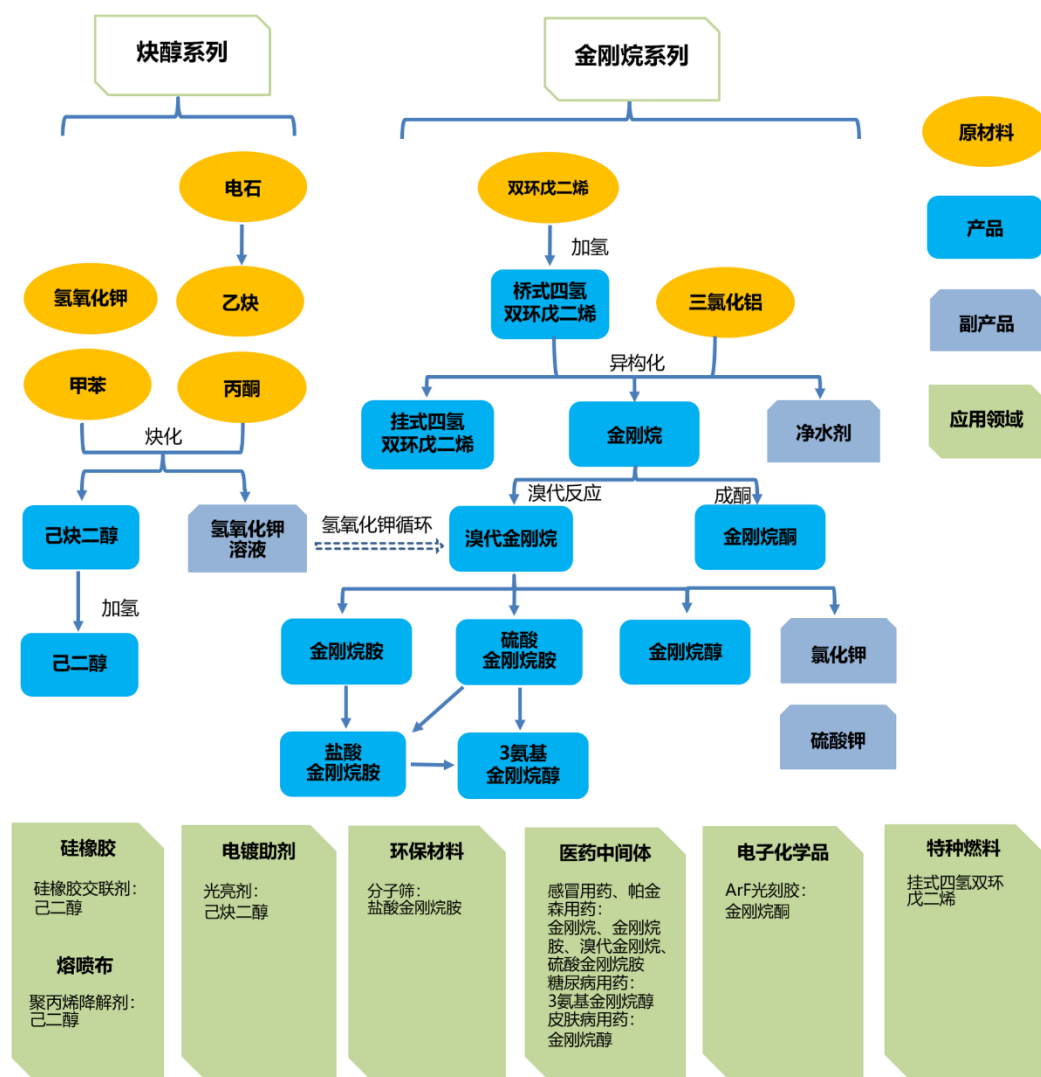 炔醇系列
金刚烷系列
原材料
电石
双环戊二烯
产品
加氢
氢氧化钾
乙炔
桥式四氢
双环戊二烯
三氯化铝
副产品
异构化
甲苯
丙酮
炔化
挂式四氢
双环戊二烯
金刚烷
净水剂
应用领域
溴代反应
成酮
己炔二醇
氢氧化钾
溶液
氢氧化钾循环
溴代金刚烷
金刚烷酮
加氢
己二醇
金刚烷胺
硫酸
金刚烷胺
金刚烷醇
氯化钾
盐酸
金刚烷胺
3氨基
金刚烷醇
硫酸钾
硅橡胶
硅橡胶交联剂：
己二醇
熔喷布
聚丙烯降解剂：
己二醇
电镀助剂
光亮剂：
己炔二醇
环保材料
分子筛：
盐酸金刚烷胺
医药中间体
感冒用药、帕金
森用药：
金刚烷、金刚烷
胺、溴代金刚烷、
硫酸金刚烷胺
糖尿病用药：
3氨基金刚烷醇
皮肤病用药：
金刚烷醇
电子化学品
ArF光刻胶：
金刚烷酮
特种燃料
挂式四氢双环
戊二烯